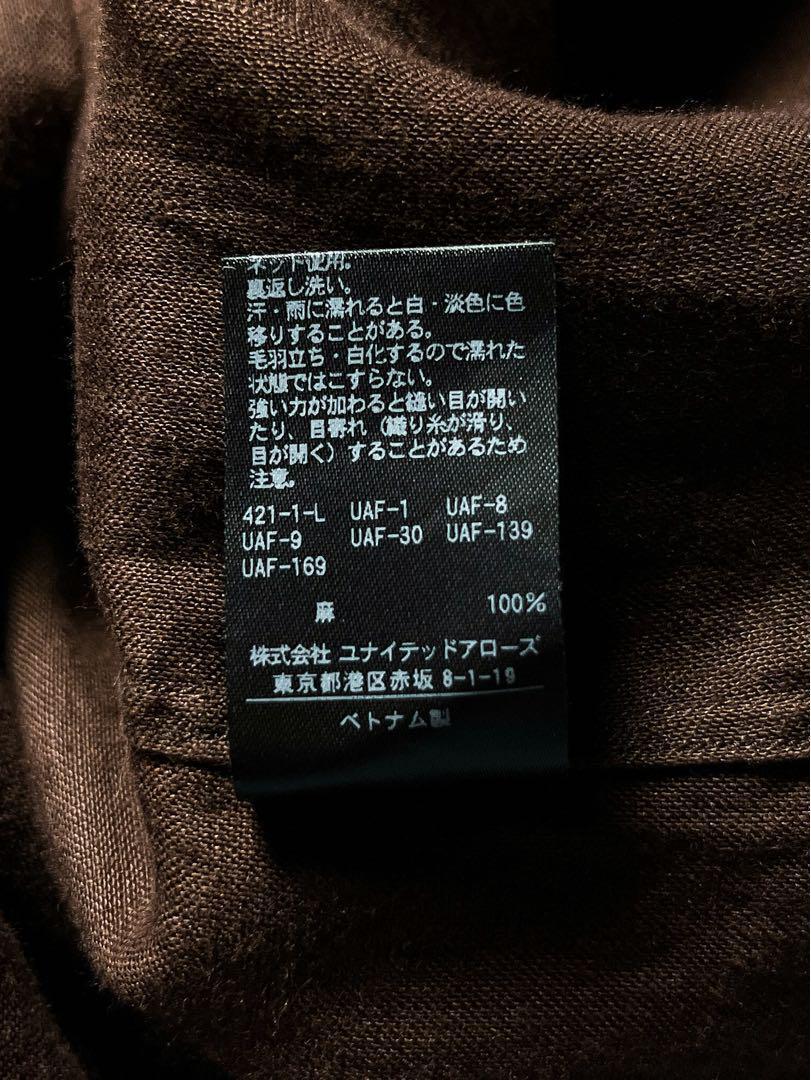 ネット使用。
裏返し洗い。
汗・雨に濡れると白・淡色に色
移りすることがある。
毛羽立ち・白化するので濡れた
状態ではこすらない。
強い力が加わると縫い目が開い
たり、目寄れ（織り糸が滑り、
目が開く）することがあるため
注意。
421-1-L UAF-1 UAF-8
UAF-9 UAF-30 UAF-139
UAF-169
麻 100%
株式会社 ユナイテッドアローズ
東京都港区赤坂 8-1-19
ベトナム製